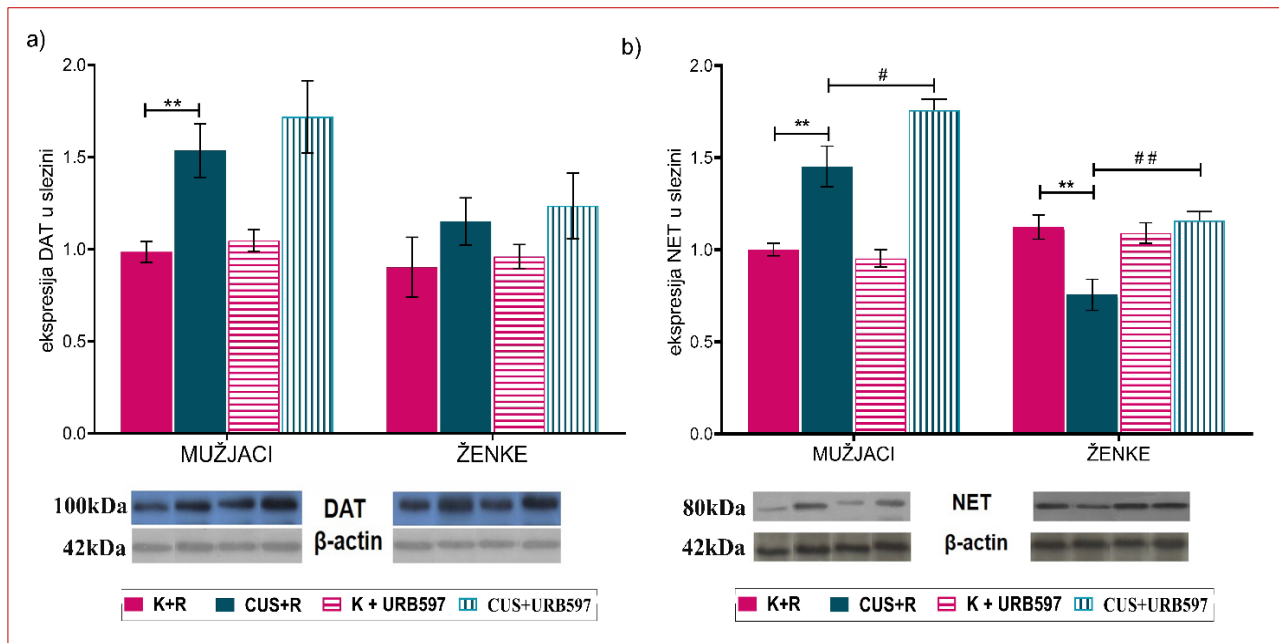 a)
ekspresija DAT u slezini
2.0
1.5
1.0
0.5
0.0
**
MUŽJACI
ŽENKE
100kDa
DAT
42kDa
β-actin
K+R
CUS+R
K + URB597
CUS+URB597
b)
ekspresija NET u slezini
2.0
1.5
1.0
0.5
0.0
**
#
**
# #
MUŽJACI
ŽENKE
80kDa
NET
42kDa
β-actin
K+R
CUS+R
K + URB597
CUS+URB597